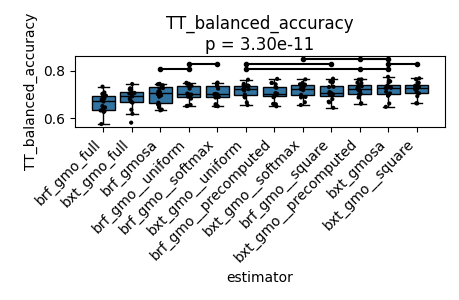 TT_balanced_accuracy
p = 3.30e-11
TT_balanced_accuracy
0.8
0.6
brf_gmo_full
bxt_gmo_full
brf_gmosa
brf_gmo__uniform
brf_gmo__softmax
bxt_gmo__uniform
brf_gmo__precomputed
bxt_gmo__softmax
brf_gmo__square
bxt_gmo__precomputed
bxt_gmosa
bxt_gmo__square
estimator